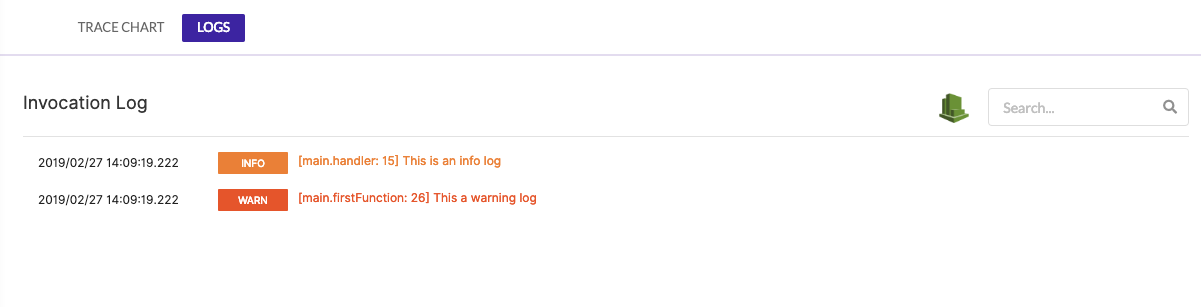 TRACE CHART LOGS
Invocation Log Search...
2019/02/27 14:09:19.222 INFO [main.handler: 15] This is an info log
2019/02/27 14:09:19.222 WARN [main.firstFunction: 26] This a warning log